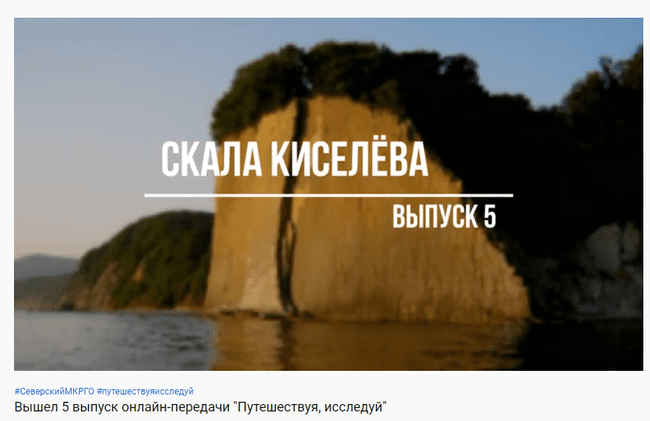 СКАЛА КИСЕЛЁВА
ВЫПУСК 5
#СеверскийМКРГО #путешествуяисследуй
Вышел 5 выпуск онлайн-передачи "Путешествуя, исследуй"